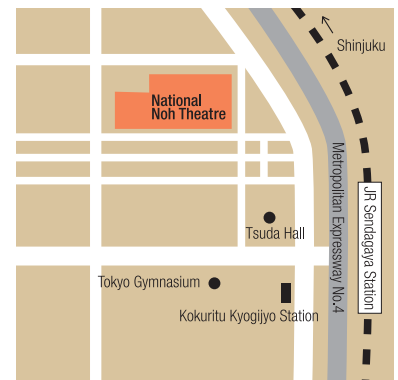 Shinjuku
National
Noh Theatre
Metropolitan Expressway No.4
JR Sendagaya Station
Tsuda Hall
Tokyo Gymnasium
Kokuritu Kyogijyo Station